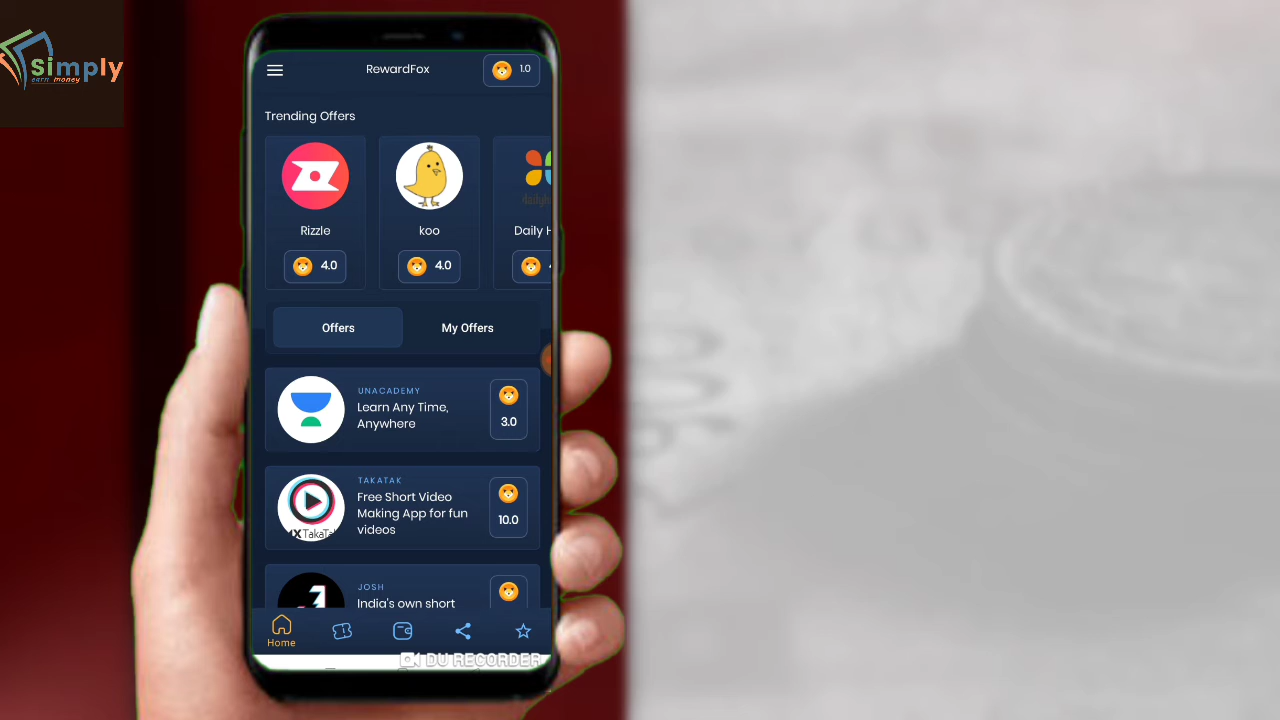 Simply
earn money
RewardFox
1.0
Trending Offers
Rizzle
koo
Daily H
4.0
4.0
Offers
My Offers
UNACADEMY
Learn Any Time,
Anywhere
3.0
TAKATAK
Free Short Video
Making App for fun
videos
10.0
JOSH
India's own short
Home
DU RECORDER